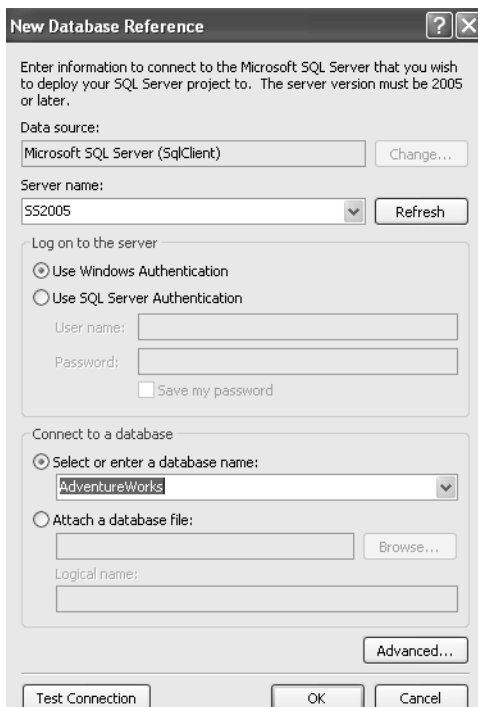 New Database Reference
Enter information to connect to the Microsoft SQL Server that you wish
to deploy your SQL Server project to. The server version must be 2005
or later.
Data source:
Microsoft SQL Server (SqlClient)
Change...
Server name:
SS2005
Refresh
Log on to the server
Use Windows Authentication
Use SQL Server Authentication
User name:
Password:
Save my password
Connect to a database
Select or enter a database name:
AdventureWorks
Attach a database file:
Browse...
Logical name:
Advanced...
Test Connection
OK
Cancel